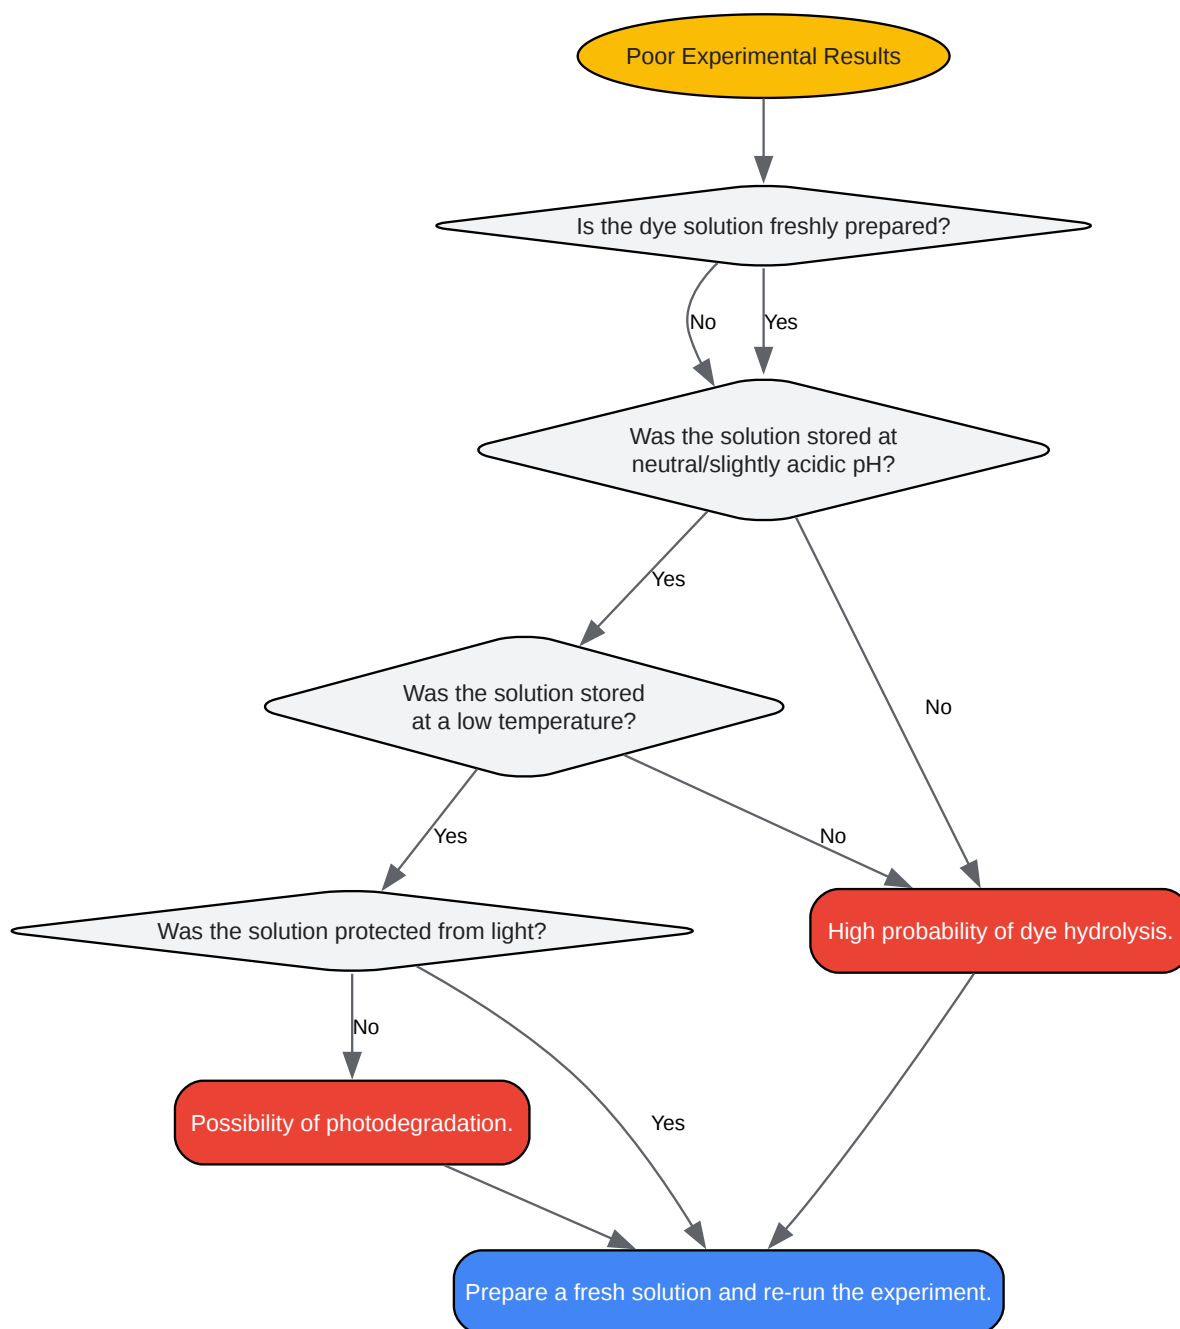 Poor Experimental Results
Is the dye solution freshly prepared?
No
Yes
Was the solution stored at
neutral/slightly acidic pH?
Yes
No
Was the solution stored
at a low temperature?
Yes
No
Was the solution protected from light?
High probability of dye hydrolysis.
No
Yes
Possibility of photodegradation.
Prepare a fresh solution and re-run the experiment.